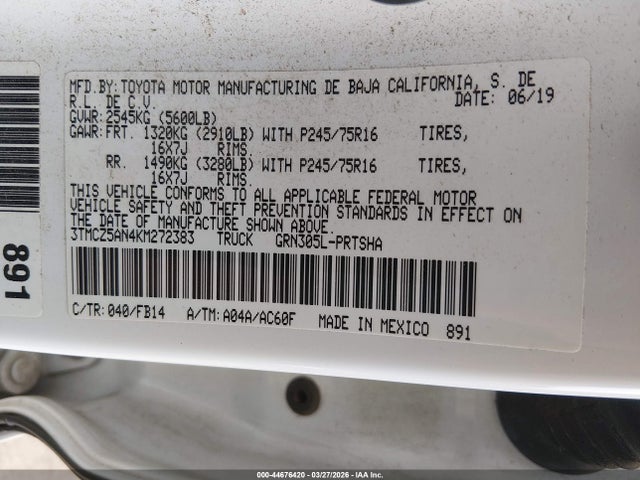 MFD.BY:TOYOTA MOTOR MANUFACTURING DE BAJA CALIFORNIA, S. DE
R.L. DE C.V. DATE: 06/19
GVWR:2545KG (5600LB)
GAWR:FRT. 1320KG (2910LB) WITH P245/75R16 TIRES,
16X7J RIMS.
RR. 1490KG (3280LB) WITH P245/75R16 TIRES,
16X7J RIMS.
THIS VEHICLE CONFORMS TO ALL APPLICABLE FEDERAL MOTOR
VEHICLE SAFETY AND THEFT PREVENTION STANDARDS IN EFFECT ON
THE DATE OF MANUFACTURE SHOWN ABOVE.
3TMCZ5AN4KM272383 TRUCK GRN305L-PRTSHA
C/TR:040/FB14 A/TM:A04A/AC60F MADE IN MEXICO 891
891
000-44676420 - 03/27/2026 - IAA Inc.